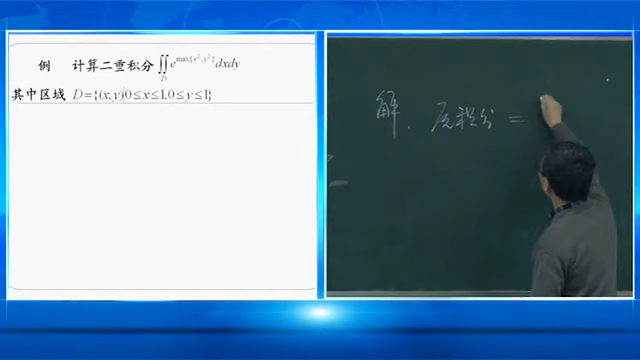 例 计算二重积分 ∬_D e^{max{x²,y²}}dxdy
其中区域 D={(x,y)|0≤x≤1,0≤y≤1}
解. 原积分 =